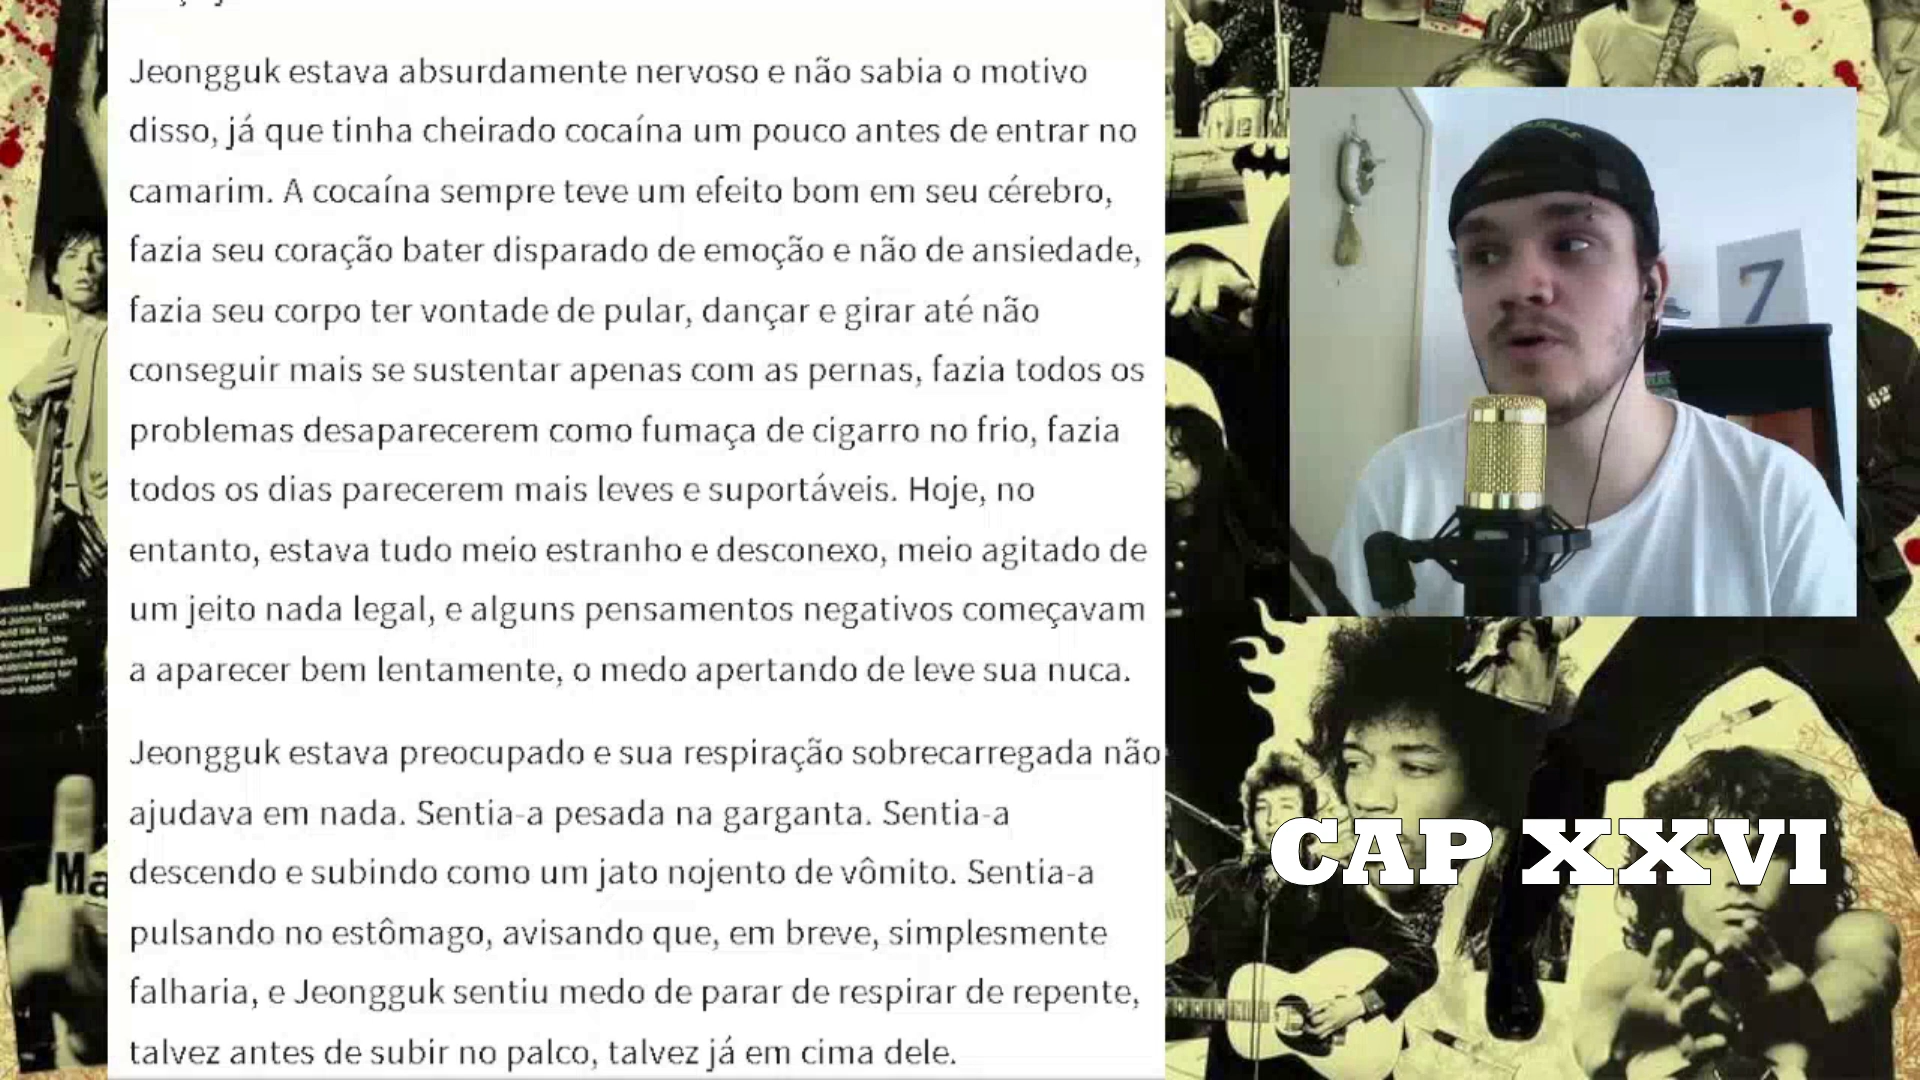 Jeongguk estava absurdamente nervoso e não sabia o motivo
disso, já que tinha cheirado cocaína um pouco antes de entrar no
camarim. A cocaína sempre teve um efeito bom em seu cérebro,
fazia seu coração bater disparado de emoção e não de ansiedade,
fazia seu corpo ter vontade de pular, dançar e girar até não
conseguir mais se sustentar apenas com as pernas, fazia todos os
problemas desaparecerem como fumaça de cigarro no frio, fazia
todos os dias parecerem mais leves e suportáveis. Hoje, no
entanto, estava tudo meio estranho e desconexo, meio agitado de
um jeito nada legal, e alguns pensamentos negativos começavam
a aparecer bem lentamente, o medo apertando de leve sua nuca.
Jeongguk estava preocupado e sua respiração sobrecarregada não
ajudava em nada. Sentia-a pesada na garganta. Sentia-a
descendo e subindo como um jato nojento de vômito. Sentia-a
pulsando no estômago, avisando que, em breve, simplesmente
falharia, e Jeongguk sentiu medo de parar de respirar de repente,
talvez antes de subir no palco, talvez já em cima dele.
7
62
CAP XXVI
Ma